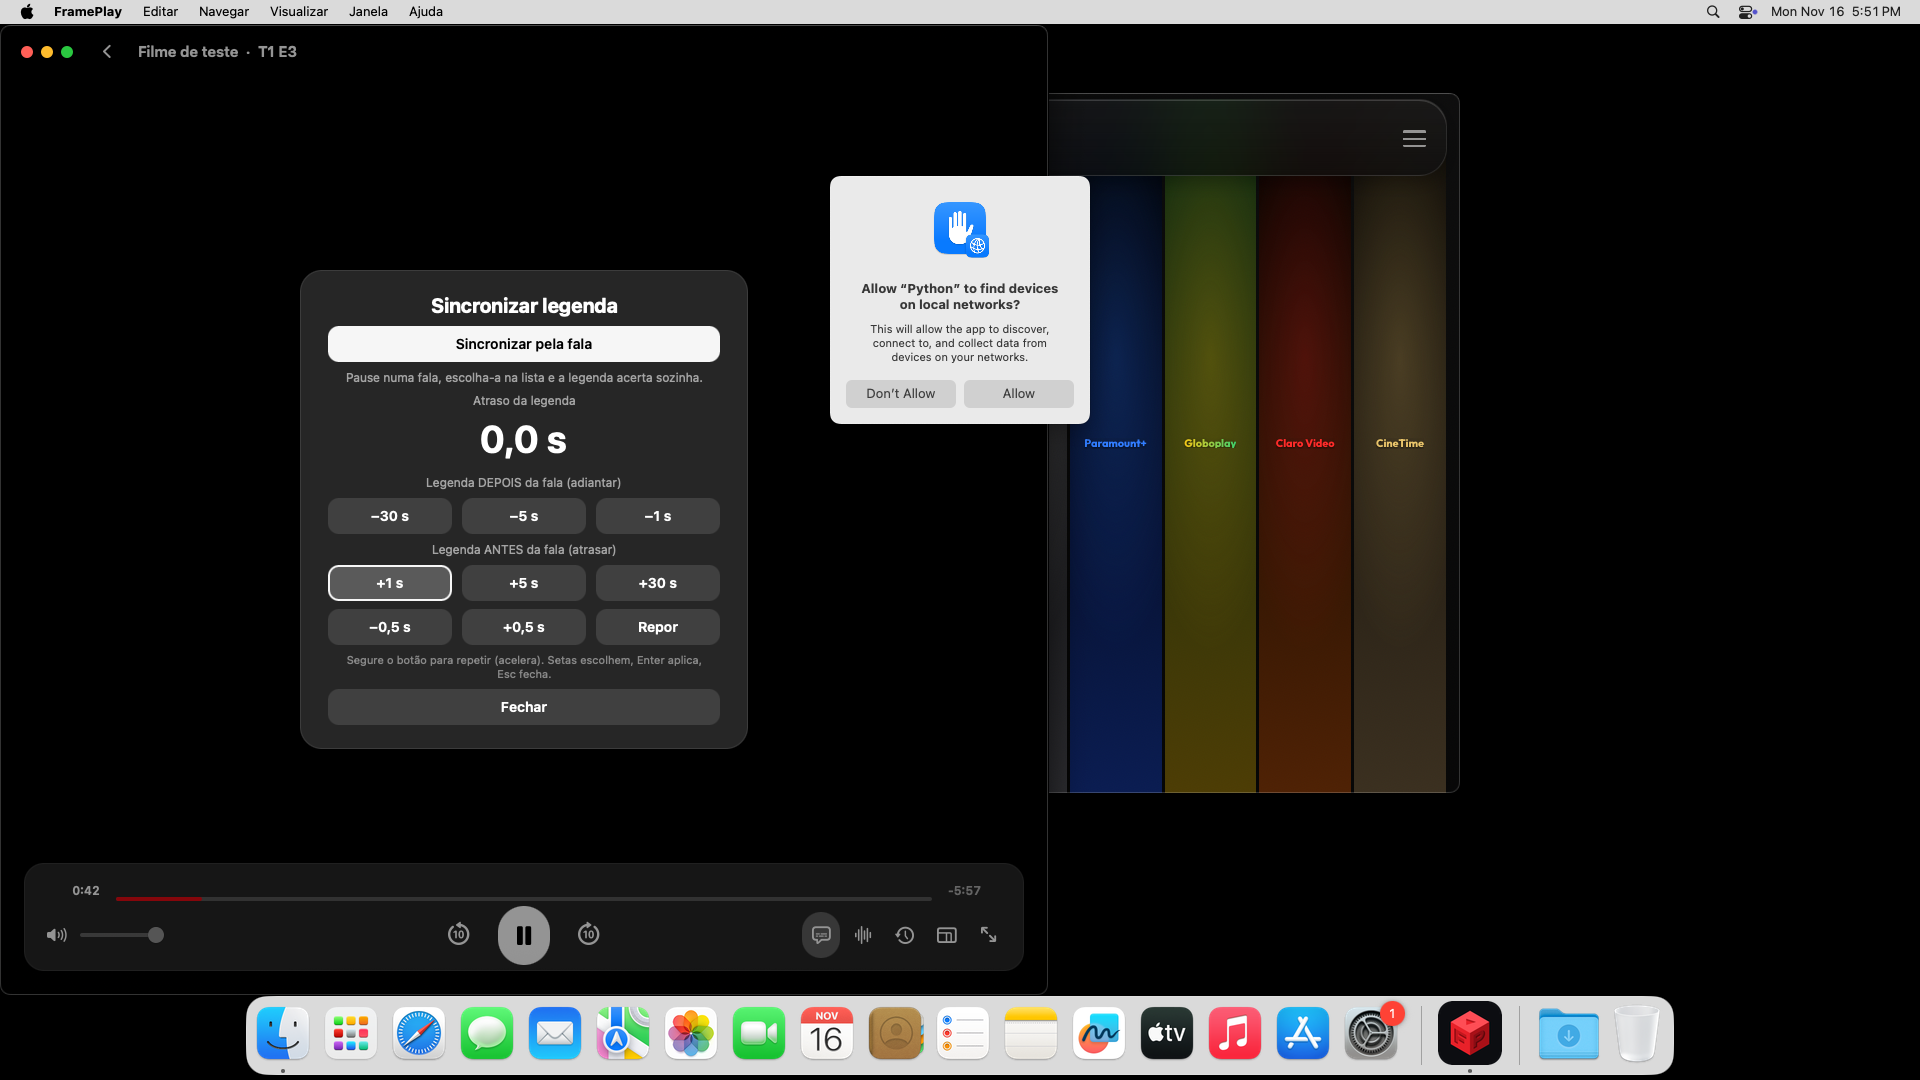 FramePlay Editar Navegar Visualizar Janela Ajuda
Mon Nov 16 5:51 PM
Filme de teste · T1 E3
Allow “Python” to find devices
on local networks?
This will allow the app to discover,
connect to, and collect data from
devices on your networks.
Don’t Allow
Allow
Sincronizar legenda
Sincronizar pela fala
Pause numa fala, escolha-a na lista e a legenda acerta sozinha.
Atraso da legenda
0,0 s
Legenda DEPOIS da fala (adiantar)
−30 s
−5 s
−1 s
Legenda ANTES da fala (atrasar)
+1 s
+5 s
+30 s
−0,5 s
+0,5 s
Repor
Segure o botão para repetir (acelera). Setas escolhem, Enter aplica,
Esc fecha.
Fechar
Paramount+
Globoplay
Claro Video
CineTime
0:42
-5:57
10
10
NOV
16
tv
1